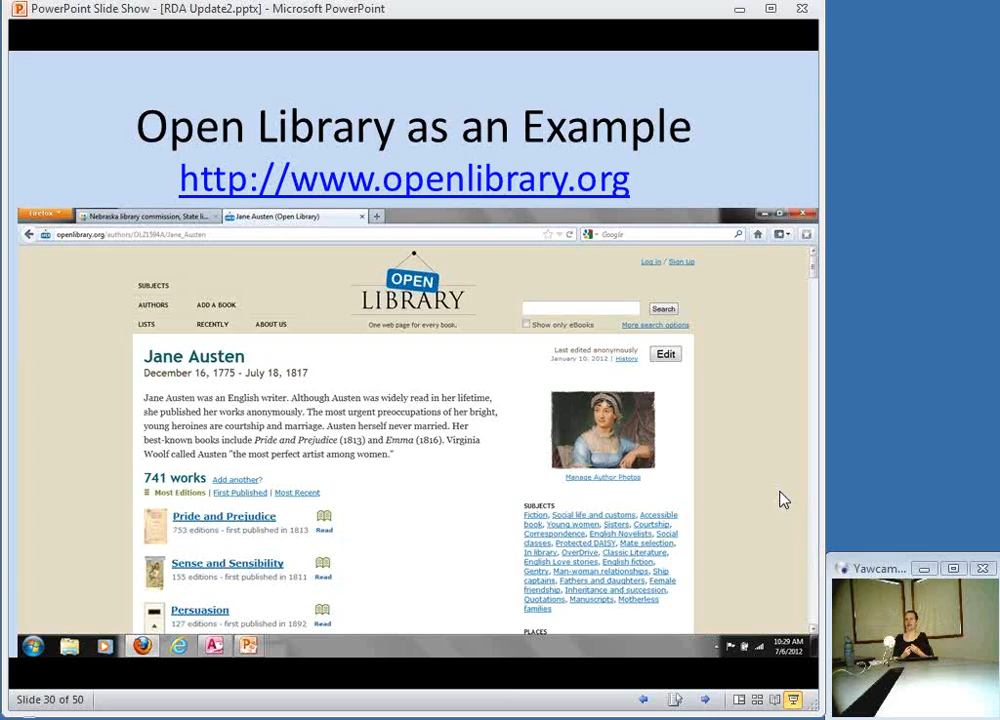 PowerPoint Slide Show - [RDA Update2.pptx] - Microsoft PowerPoint
Open Library as an Example
http://www.openlibrary.org
Firefox
Nebraska library commission, State li...
Jane Austen (Open Library)
openlibrary.org/authors/OL21594A/Jane_Austen
Google
Log in / Sign Up
OPEN
LIBRARY
One web page for every book.
SUBJECTS
AUTHORS ADD A BOOK
LISTS RECENTLY ABOUT US
Search
Show only eBooks More search options
Jane Austen
December 16, 1775 - July 18, 1817
Last edited anonymously
January 10, 2012 | History
Edit
Jane Austen was an English writer. Although Austen was widely read in her lifetime,
she published her works anonymously. The most urgent preoccupations of her bright,
young heroines are courtship and marriage. Austen herself never married. Her
best-known books include Pride and Prejudice (1813) and Emma (1816). Virginia
Woolf called Austen "the most perfect artist among women."
Manage Author Photos
741 works Add another?
Most Editions | First Published | Most Recent
Pride and Prejudice
753 editions - first published in 1813
Read
Sense and Sensibility
155 editions - first published in 1811
Read
Persuasion
127 editions - first published in 1892
Read
SUBJECTS
Fiction, Social life and customs, Accessible
book, Young women, Sisters, Courtship,
Correspondence, English Novelists, Social
classes, Protected DAISY, Mate selection,
In library, OverDrive, Classic Literature,
English Love stories, English fiction,
Gentry, Man-woman relationships, Ship
captains, Fathers and daughters, Female
friendship, Inheritance and succession,
Quotations, Manuscripts, Motherless
families
PLACES
10:29 AM
7/6/2012
Slide 30 of 50
Yawcam...